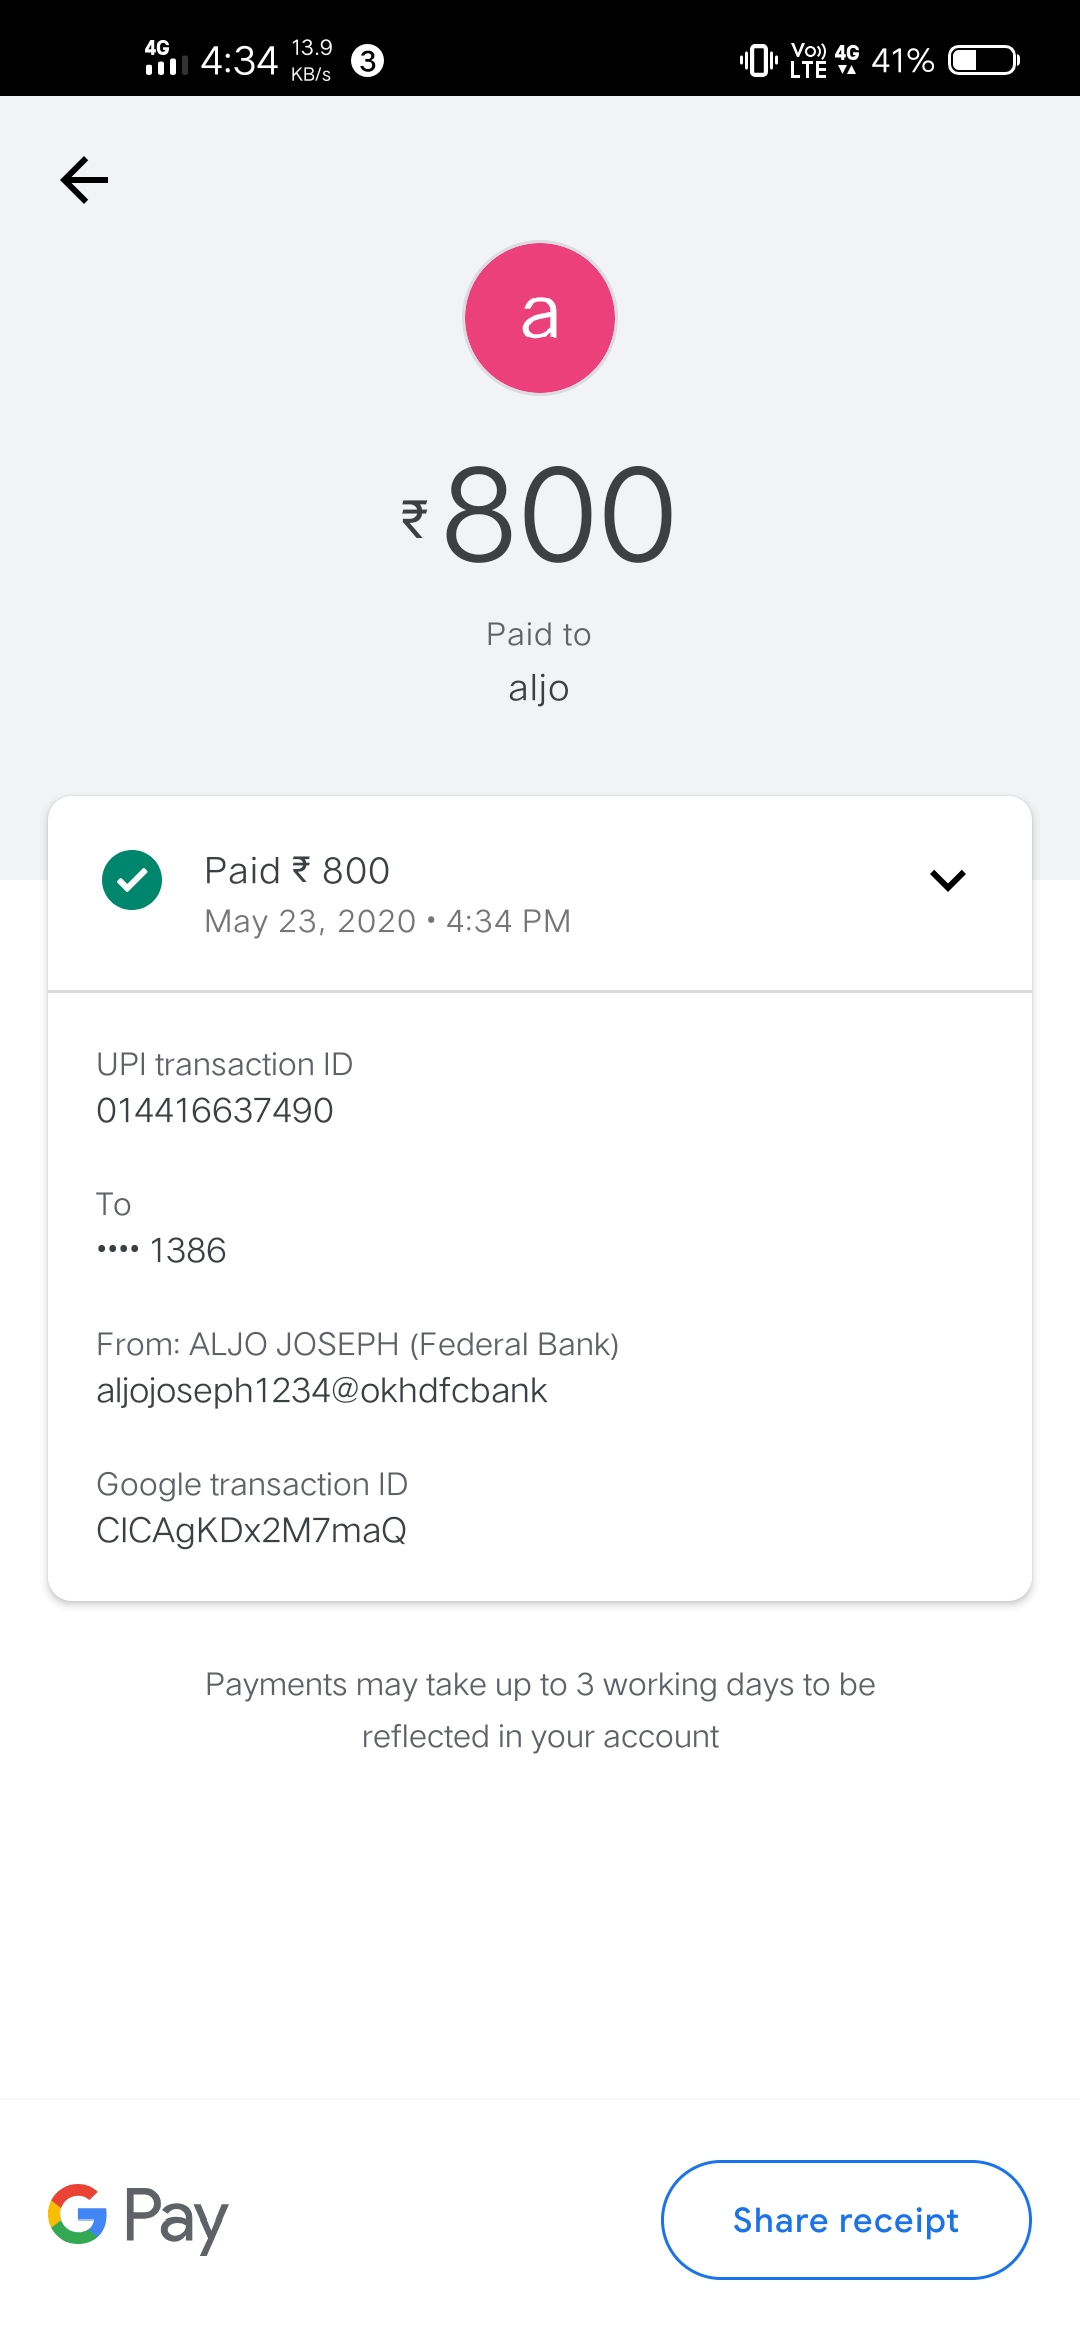 4G 4:34 13.9 KB/s 3 Vo)) LTE 4G 41%
a
₹800
Paid to
aljo
Paid ₹ 800
May 23, 2020 • 4:34 PM
UPI transaction ID
014416637490
To
•••• 1386
From: ALJO JOSEPH (Federal Bank)
aljojoseph1234@okhdfcbank
Google transaction ID
CICAgKDx2M7maQ
Payments may take up to 3 working days to be
reflected in your account
G Pay
Share receipt